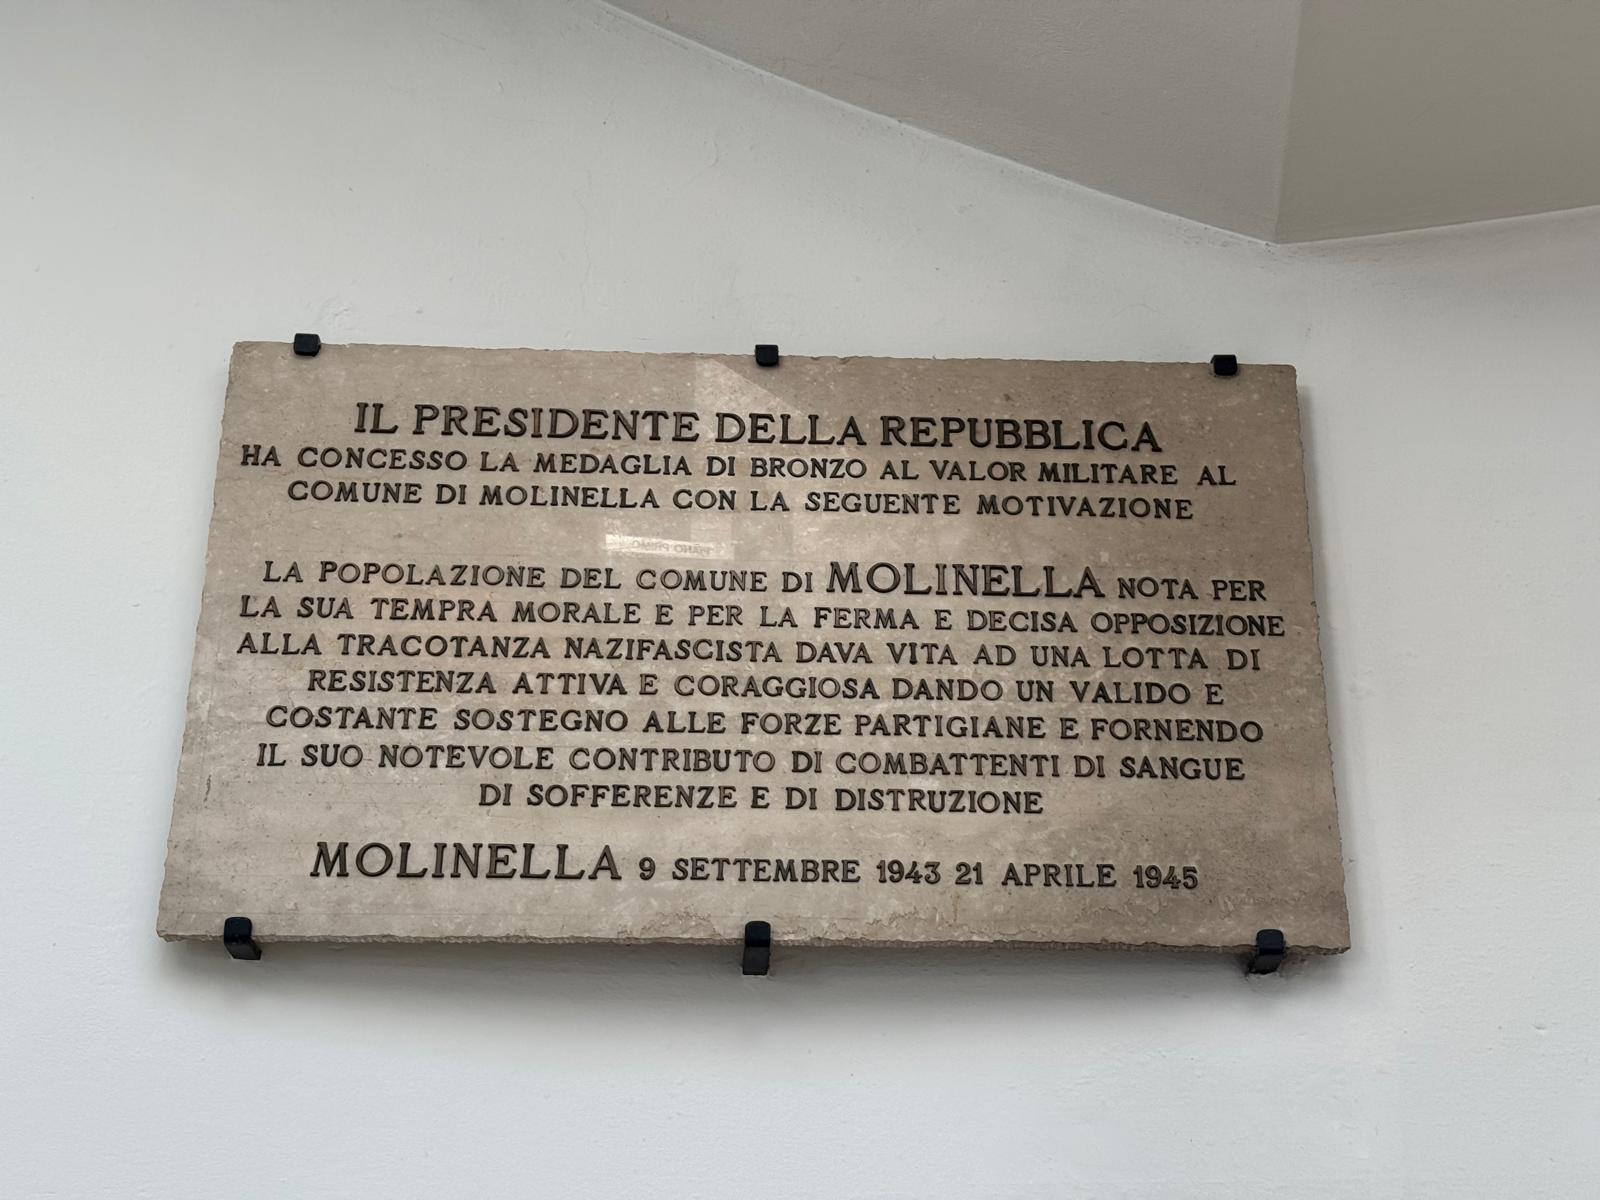 IL PRESIDENTE DELLA REPUBBLICA
HA CONCESSO LA MEDAGLIA DI BRONZO AL VALOR MILITARE AL
COMUNE DI MOLINELLA CON LA SEGUENTE MOTIVAZIONE
PIANO PRIMO
LA POPOLAZIONE DEL COMUNE DI MOLINELLA NOTA PER
LA SUA TEMPRA MORALE E PER LA FERMA E DECISA OPPOSIZIONE
ALLA TRACOTANZA NAZIFASCISTA DAVA VITA AD UNA LOTTA DI
RESISTENZA ATTIVA E CORAGGIOSA DANDO UN VALIDO E
COSTANTE SOSTEGNO ALLE FORZE PARTIGIANE E FORNENDO
IL SUO NOTEVOLE CONTRIBUTO DI COMBATTENTI DI SANGUE
DI SOFFERENZE E DI DISTRUZIONE
MOLINELLA 9 SETTEMBRE 1943 21 APRILE 1945